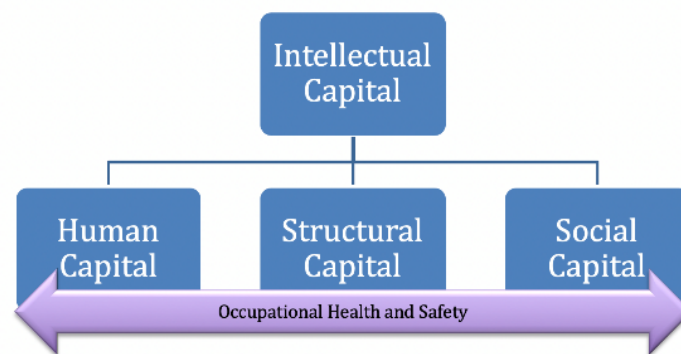 Intellectual
Capital
Human
Capital
Structural
Capital
Social
Capital
Occupational Health and Safety